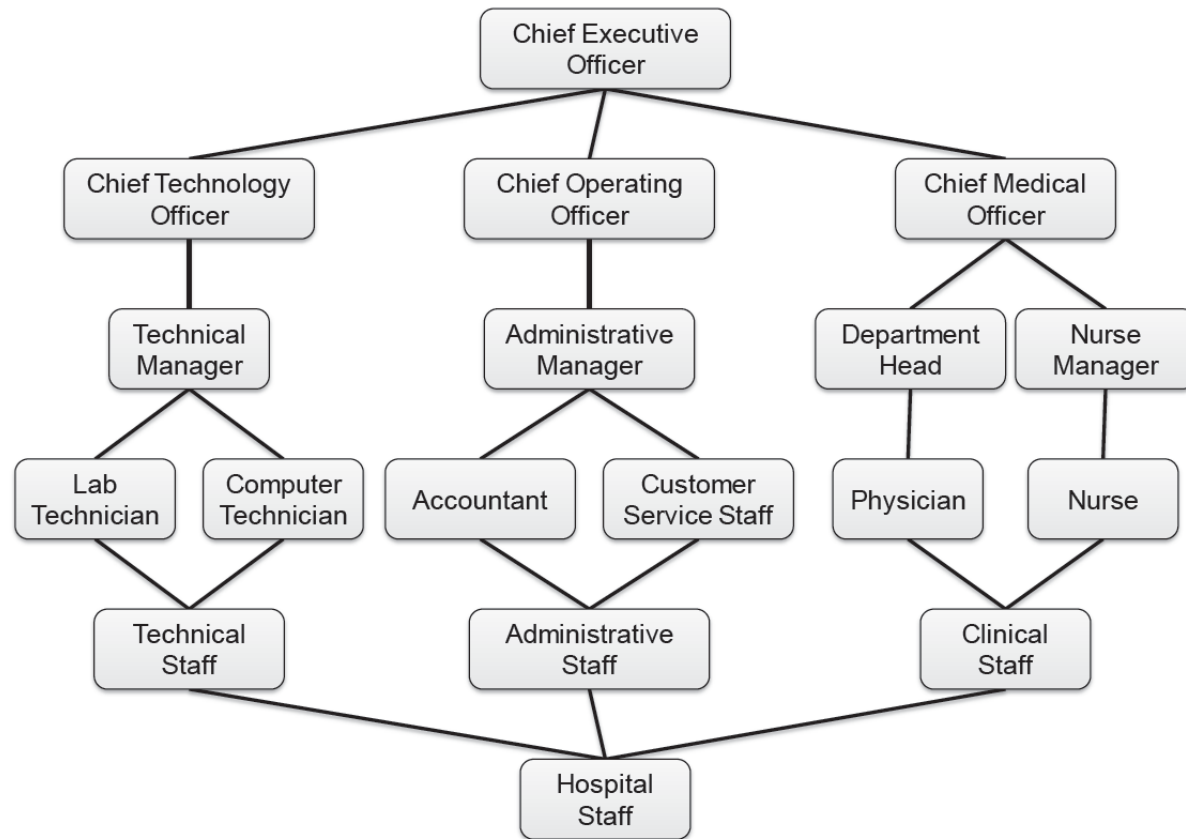 Chief Executive
Officer
Chief Technology
Officer
Chief Operating
Officer
Chief Medical
Officer
Technical
Manager
Administrative
Manager
Department
Head
Nurse
Manager
Lab
Technician
Computer
Technician
Accountant
Customer
Service Staff
Physician
Nurse
Technical
Staff
Administrative
Staff
Clinical
Staff
Hospital
Staff